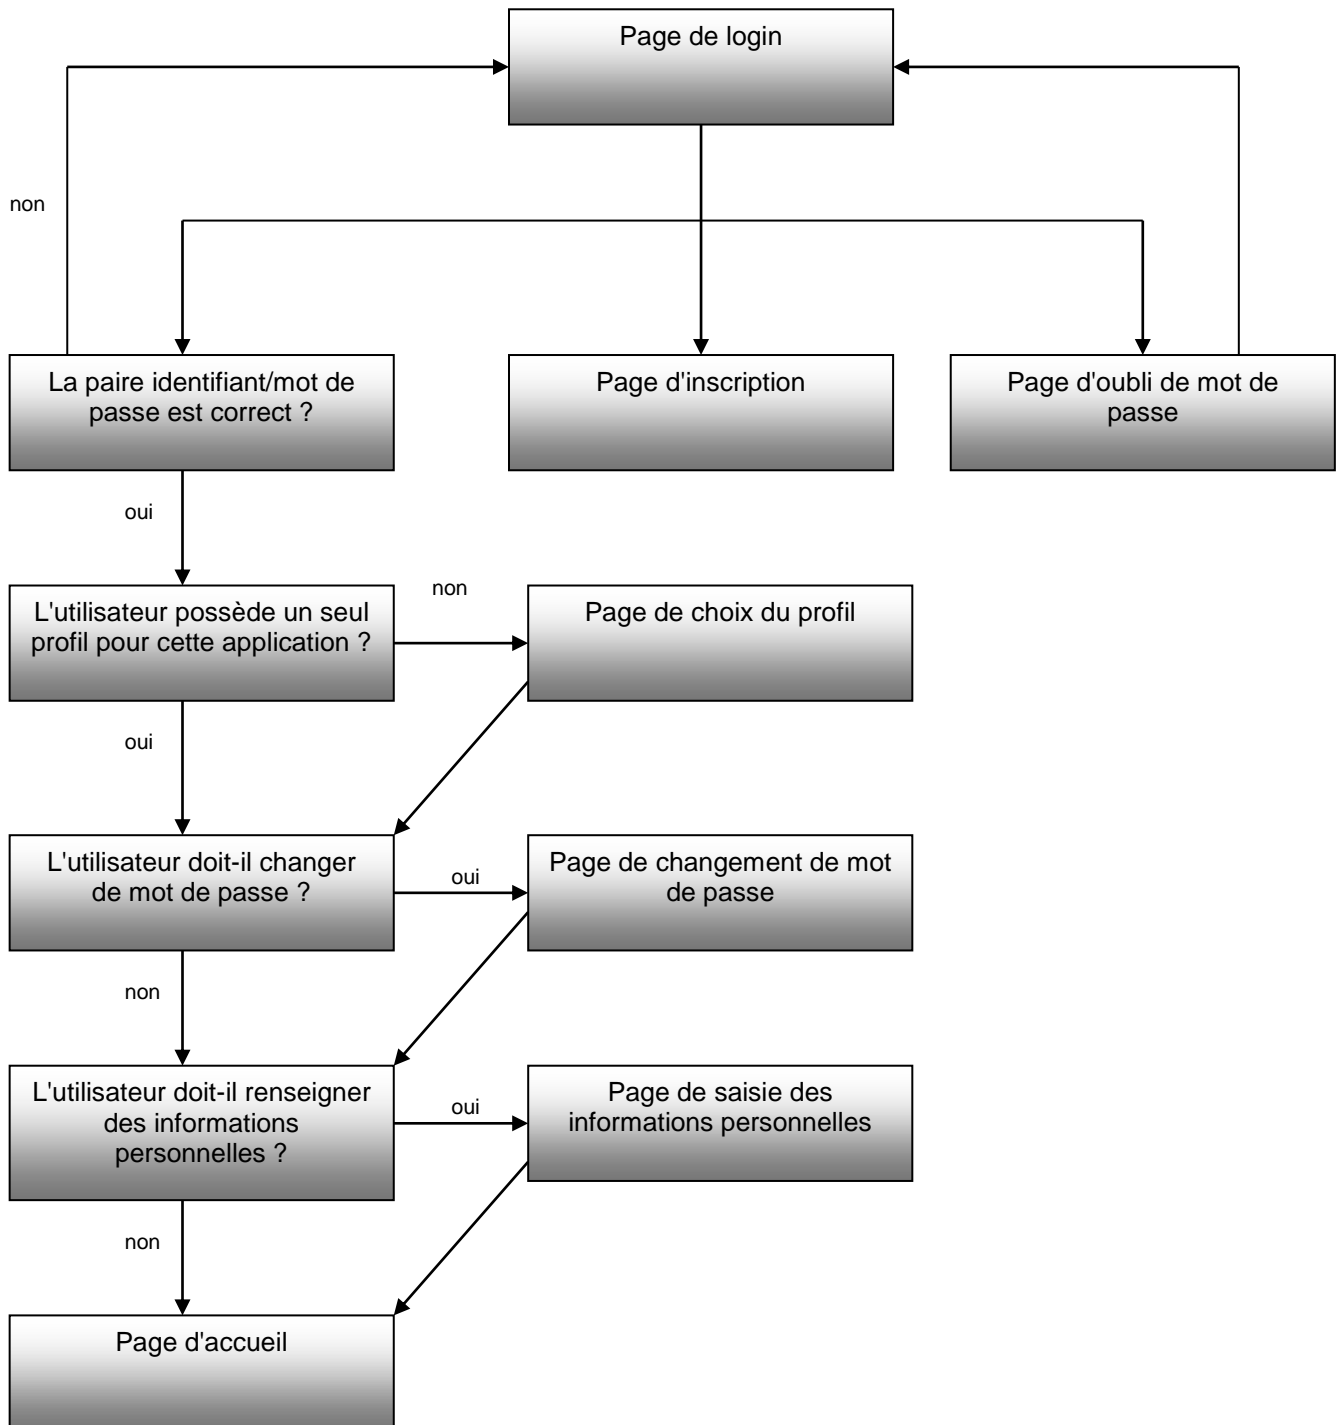 Page de login
non
La paire identifiant/mot de
passe est correct ?
Page d'inscription
Page d'oubli de mot de
passe
oui
L'utilisateur possède un seul
profil pour cette application ?
non
Page de choix du profil
oui
L'utilisateur doit-il changer
de mot de passe ?
oui
Page de changement de mot
de passe
non
L'utilisateur doit-il renseigner
des informations
personnelles ?
oui
Page de saisie des
informations personnelles
non
Page d'accueil